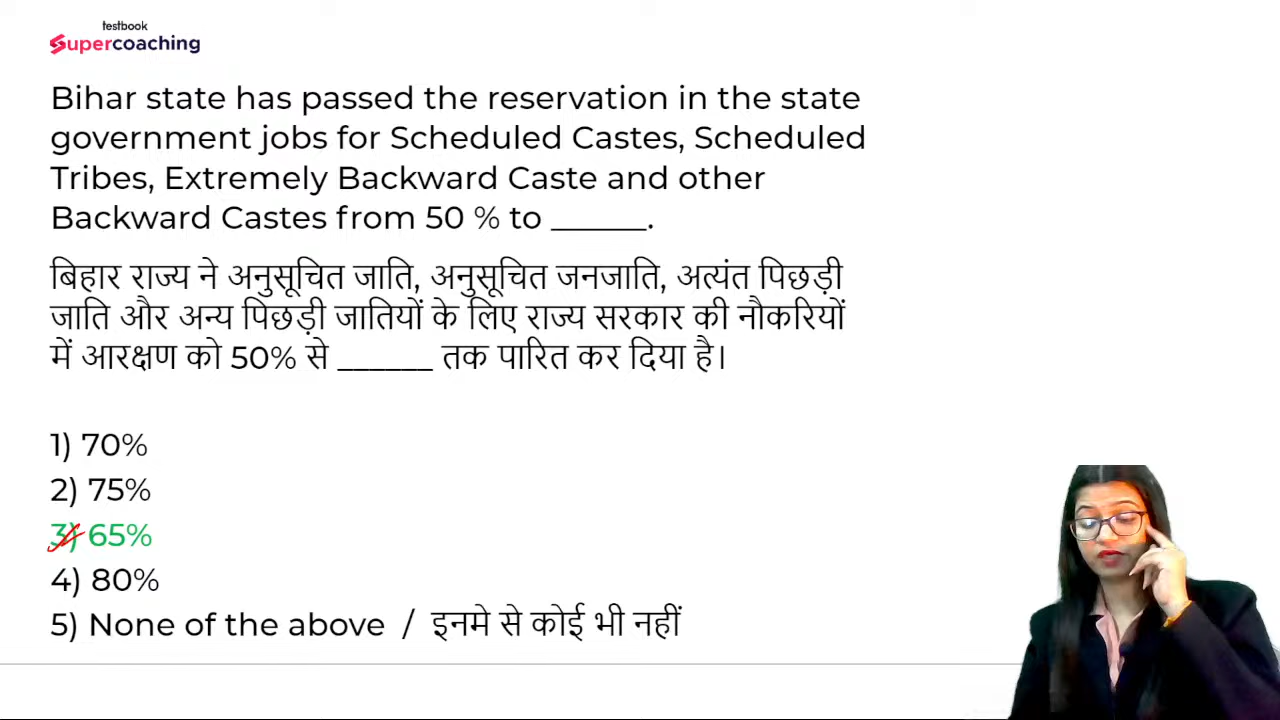 testbook
Supercoaching
Bihar state has passed the reservation in the state
government jobs for Scheduled Castes, Scheduled
Tribes, Extremely Backward Caste and other
Backward Castes from 50 % to ______.
बिहार राज्य ने अनुसूचित जाति, अनुसूचित जनजाति, अत्यंत पिछड़ी
जाति और अन्य पिछड़ी जातियों के लिए राज्य सरकार की नौकरियों
में आरक्षण को 50% से ______ तक पारित कर दिया है।
1) 70%
2) 75%
3) 65%
4) 80%
5) None of the above / इनमे से कोई भी नहीं